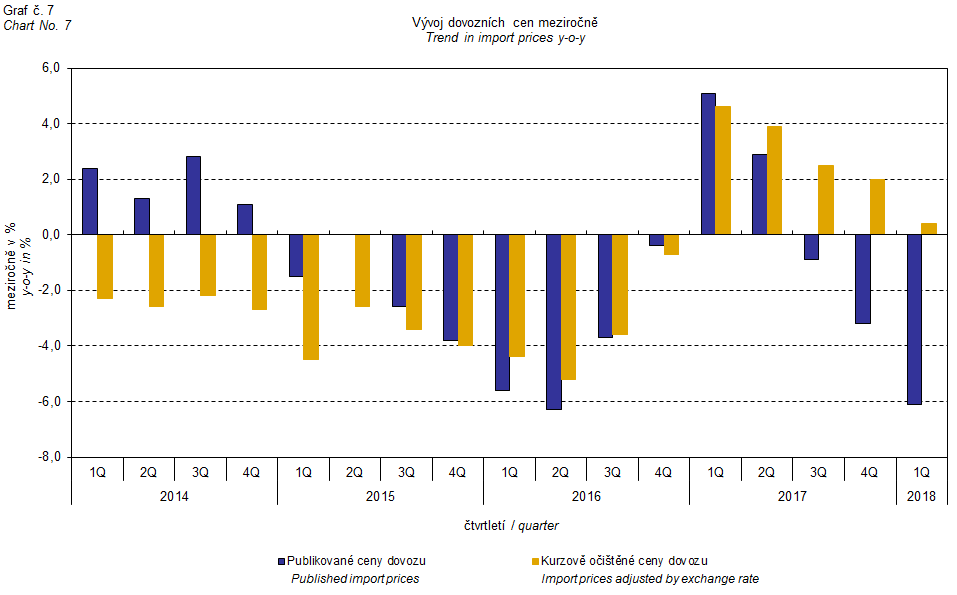 Graf č. 7
Chart No. 7
Vývoj dovozních cen meziročně
Trend in import prices y-o-y
6,0
4,0
2,0
0,0
-2,0
-4,0
-6,0
-8,0
meziročně v %
y-o-y in %
1Q 2Q 3Q 4Q 1Q 2Q 3Q 4Q 1Q 2Q 3Q 4Q 1Q 2Q 3Q 4Q 1Q
2014 2015 2016 2017 2018
čtvrtletí / quarter
Publikované ceny dovozu Kurzově očištěné ceny dovozu
Published import prices Import prices adjusted by exchange rate